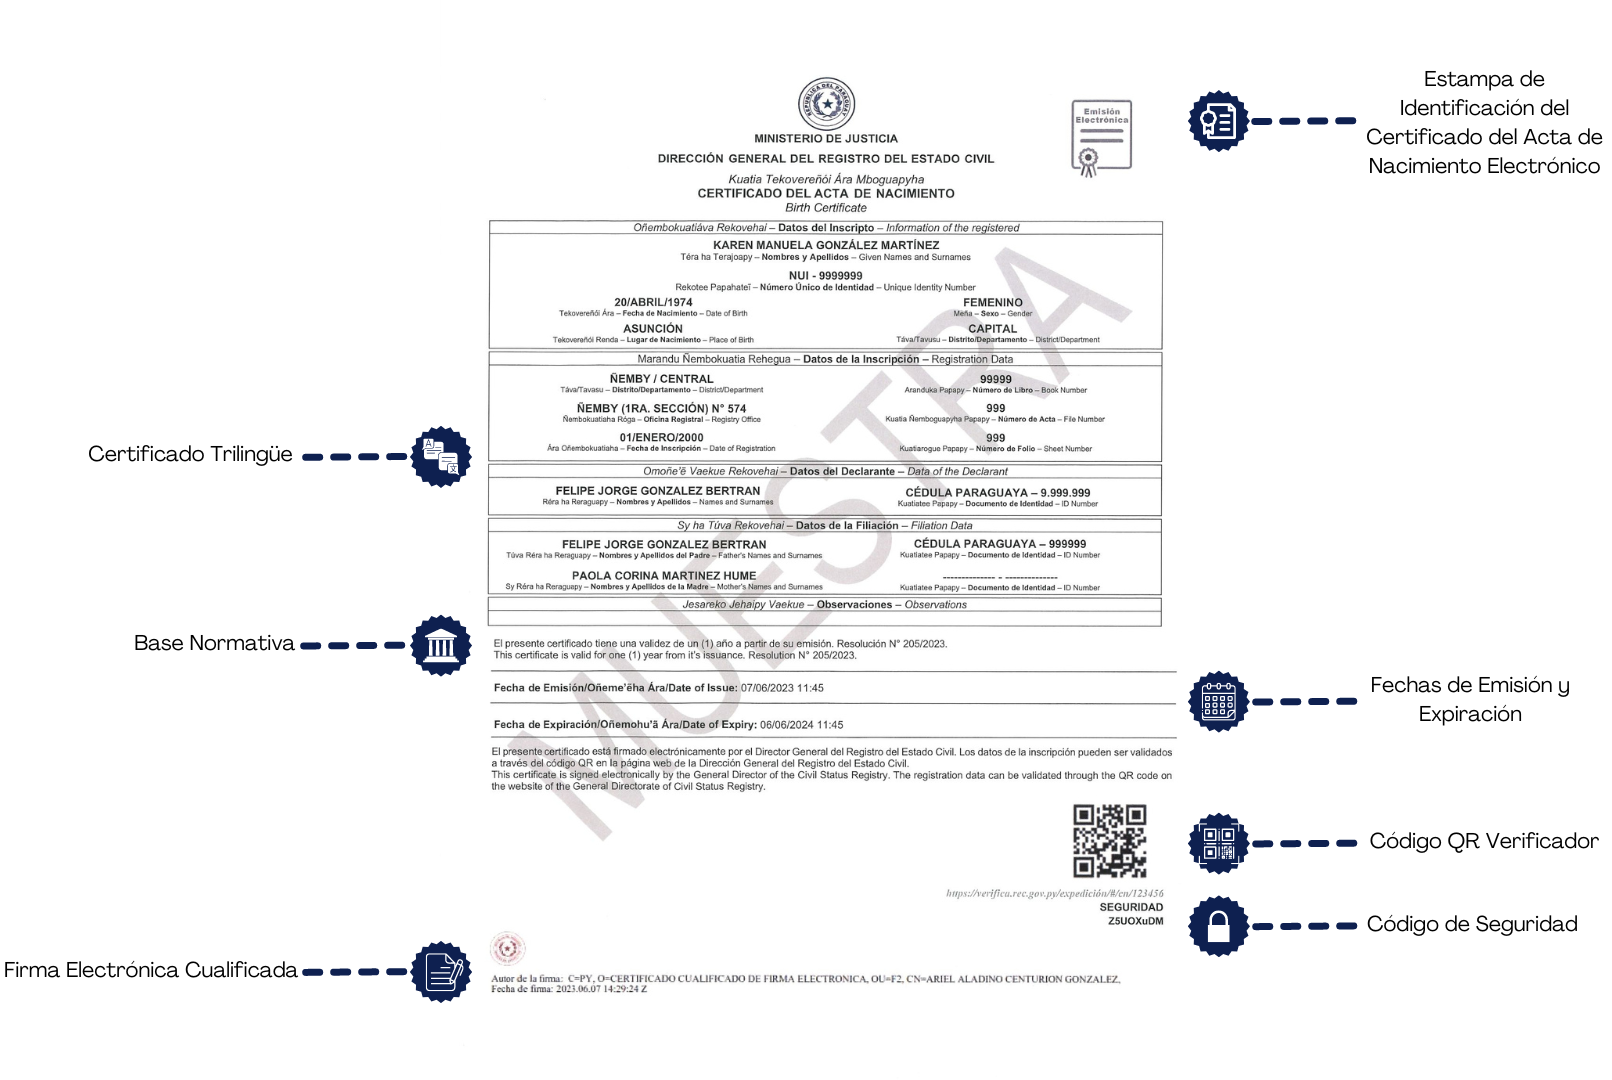 REPUBLICA DEL PARAGUAY
MINISTERIO DE JUSTICIA
DIRECCIÓN GENERAL DEL REGISTRO DEL ESTADO CIVIL
Kuatia Tekovereñói Ára Mboguapyha
CERTIFICADO DEL ACTA DE NACIMIENTO
Birth Certificate
Emisión
Electrónica
Estampa de
Identificación del
Certificado del Acta de
Nacimiento Electrónico
Oñembokuatiáva Rekovehai – Datos del Inscripto – Information of the registered
KAREN MANUELA GONZÁLEZ MARTÍNEZ
Téra ha Terajoapy – Nombres y Apellidos – Given Names and Surnames
NUI - 9999999
Rekotee Papahateĩ – Número Único de Identidad – Unique Identity Number
20/ABRIL/1974
FEMENINO
Tekovereñói Ára – Fecha de Nacimiento – Date of Birth
Meña – Sexo – Gender
ASUNCIÓN
CAPITAL
Tekovereñói Renda – Lugar de Nacimiento – Place of Birth
Táva/Tavusu – Distrito/Departamento – District/Department
Marandu Ñembokuatia Rehegua – Datos de la Inscripción – Registration Data
ÑEMBY / CENTRAL
99999
Táva/Tavasu – Distrito/Departamento – District/Department
Aranduka Papapy – Número de Libro – Book Number
ÑEMBY (1RA. SECCIÓN) N° 574
999
Ñembokuatiaha Róga – Oficina Registral – Registry Office
Kuatia Ñemboguapyha Papapy – Número de Acta – File Number
01/ENERO/2000
999
Ára Oñembokuatiaha – Fecha de Inscripción – Date of Registration
Kuatiarogue Papapy – Número de Folio – Sheet Number
Certificado Trilingüe
Omoñe'ẽ Vaekue Rekovehai – Datos del Declarante – Data of the Declarant
FELIPE JORGE GONZALEZ BERTRAN
CÉDULA PARAGUAYA – 9.999.999
Réra ha Reraguapy – Nombres y Apellidos – Names and Surnames
Kuatiatee Papapy – Documento de Identidad – ID Number
Sy ha Túva Rekovehai – Datos de la Filiación – Filiation Data
FELIPE JORGE GONZALEZ BERTRAN
CÉDULA PARAGUAYA – 999999
Túva Réra ha Reraguapy – Nombres y Apellidos del Padre – Father's Names and Surnames
Kuatiatee Papapy – Documento de Identidad – ID Number
PAOLA CORINA MARTINEZ HUME
-------------- - --------------
Sy Réra ha Reraguapy – Nombres y Apellidos de la Madre – Mother's Names and Surnames
Kuatiatee Papapy – Documento de Identidad – ID Number
Jesareko Jehaipy Vaekue – Observaciones – Observations
MUESTRA
Base Normativa
El presente certificado tiene una validez de un (1) año a partir de su emisión. Resolución N° 205/2023.
This certificate is valid for one (1) year from it's issuance. Resolution N° 205/2023.
Fecha de Emisión/Oñeme'ẽha Ára/Date of Issue: 07/06/2023 11:45
Fecha de Expiración/Oñemohu'ã Ára/Date of Expiry: 06/06/2024 11:45
Fechas de Emisión y
Expiración
El presente certificado está firmado electrónicamente por el Director General del Registro del Estado Civil. Los datos de la inscripción pueden ser validados
a través del código QR en la página web de la Dirección General del Registro del Estado Civil.
This certificate is signed electronically by the General Director of the Civil Status Registry. The registration data can be validated through the QR code on
the website of the General Directorate of Civil Status Registry.
Código QR Verificador
https://verifica.rec.gov.py/expedición/#/cn/123456
SEGURIDAD
Z5UOXuDM
Código de Seguridad
Firma Electrónica Cualificada
Autor de la firma: C=PY, O=CERTIFICADO CUALIFICADO DE FIRMA ELECTRONICA, OU=F2, CN=ARIEL ALADINO CENTURION GONZALEZ,
Fecha de firma: 2023.06.07 14:29:24 Z